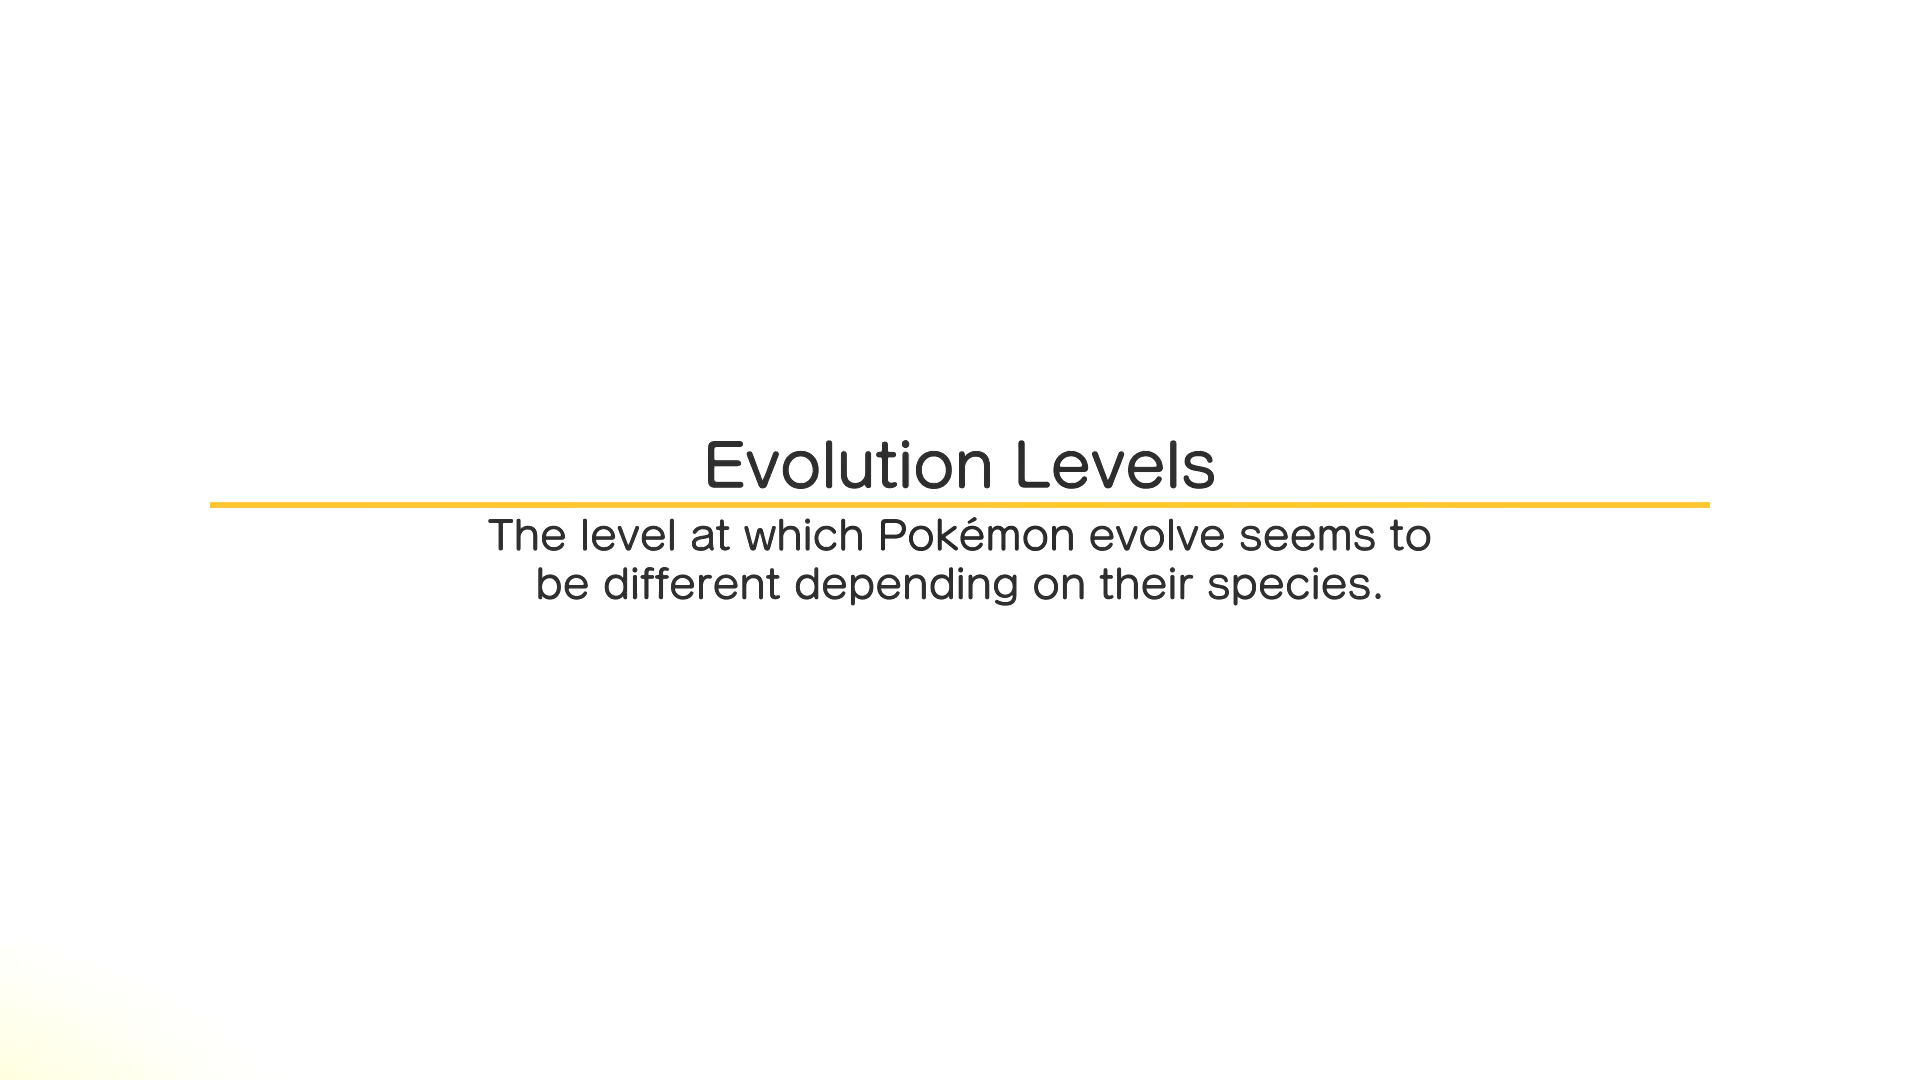 Evolution Levels
The level at which Pokémon evolve seems to
be different depending on their species.